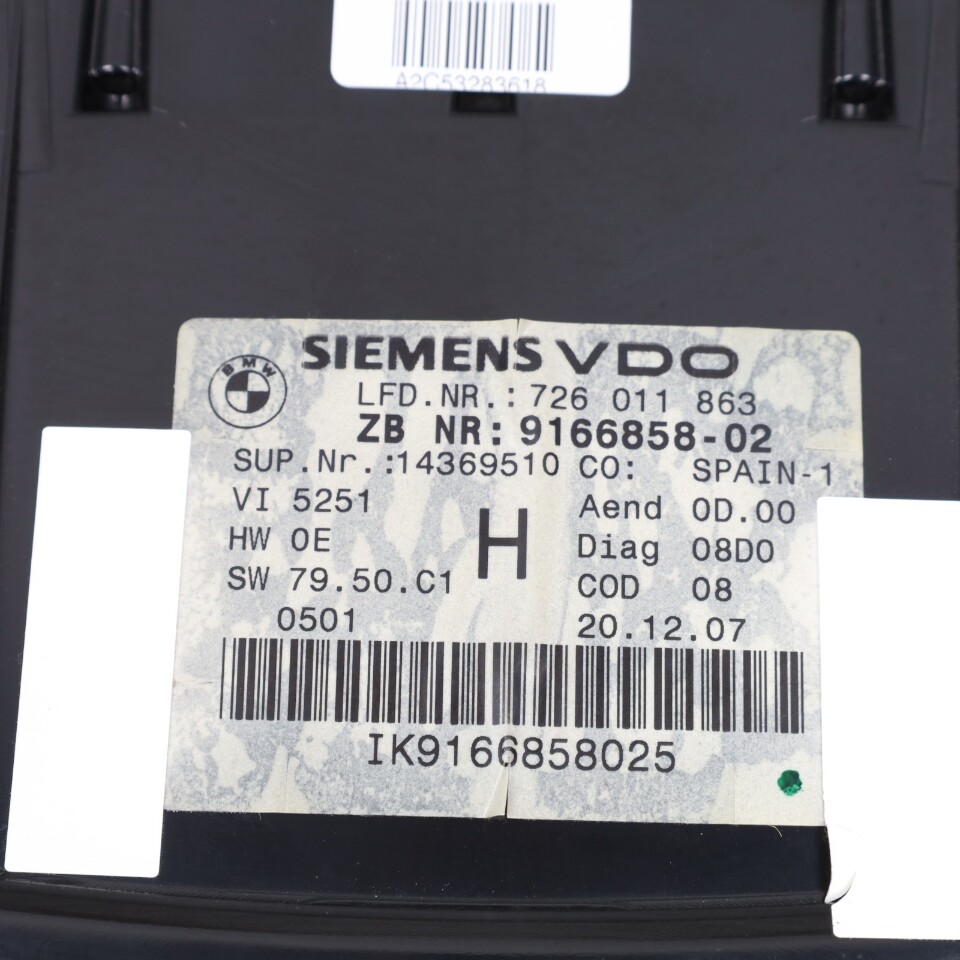 A2C53283618
SIEMENS VDO
BMW
LFD.NR.: 726 011 863
ZB NR: 9166858-02
SUP.Nr.:14369510 CO: SPAIN-1
VI 5251 Aend 0D.00
HW 0E H Diag 08D0
SW 79.50.C1 COD 08
0501 20.12.07
IK9166858025